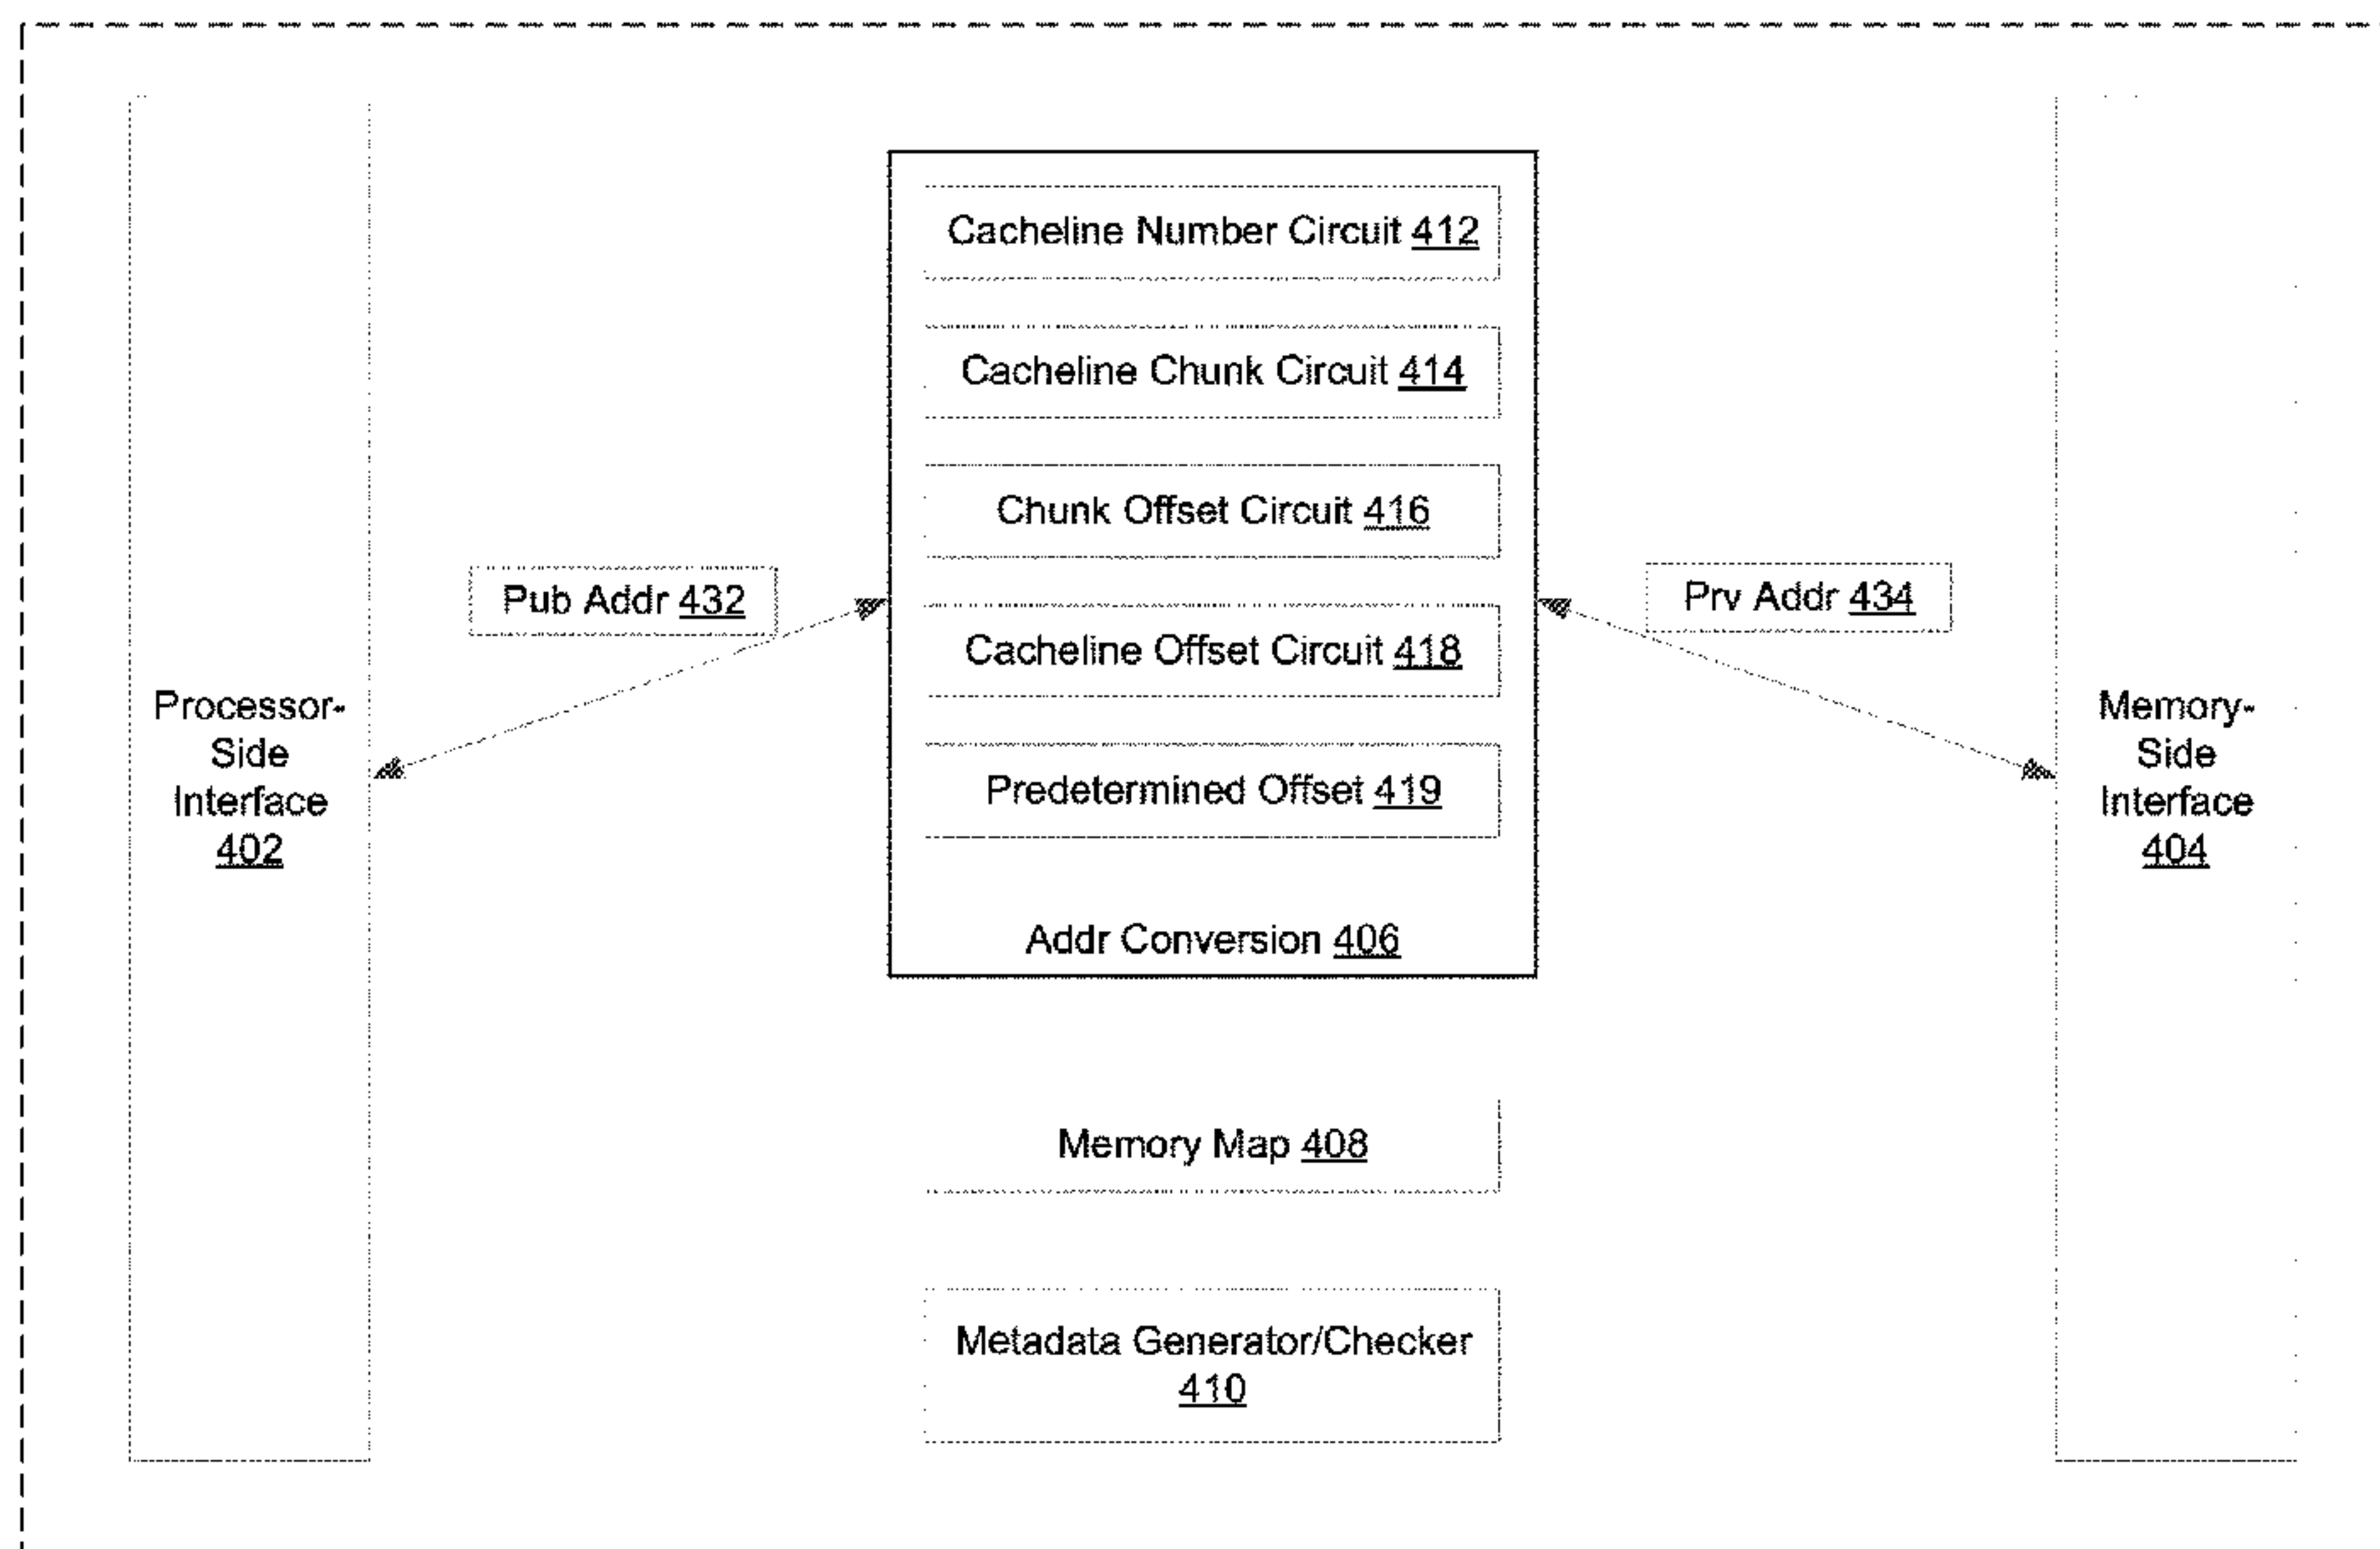 Cacheline Number Circuit 412
Cacheline Chunk Circuit 414
Chunk Offset Circuit 416
Pub Addr 432
Prv Addr 434
Cacheline Offset Circuit 418
Processor-
Side
Interface
402
Memory-
Side
Interface
404
Predetermined Offset 419
Addr Conversion 406
Memory Map 408
Metadata Generator/Checker
410